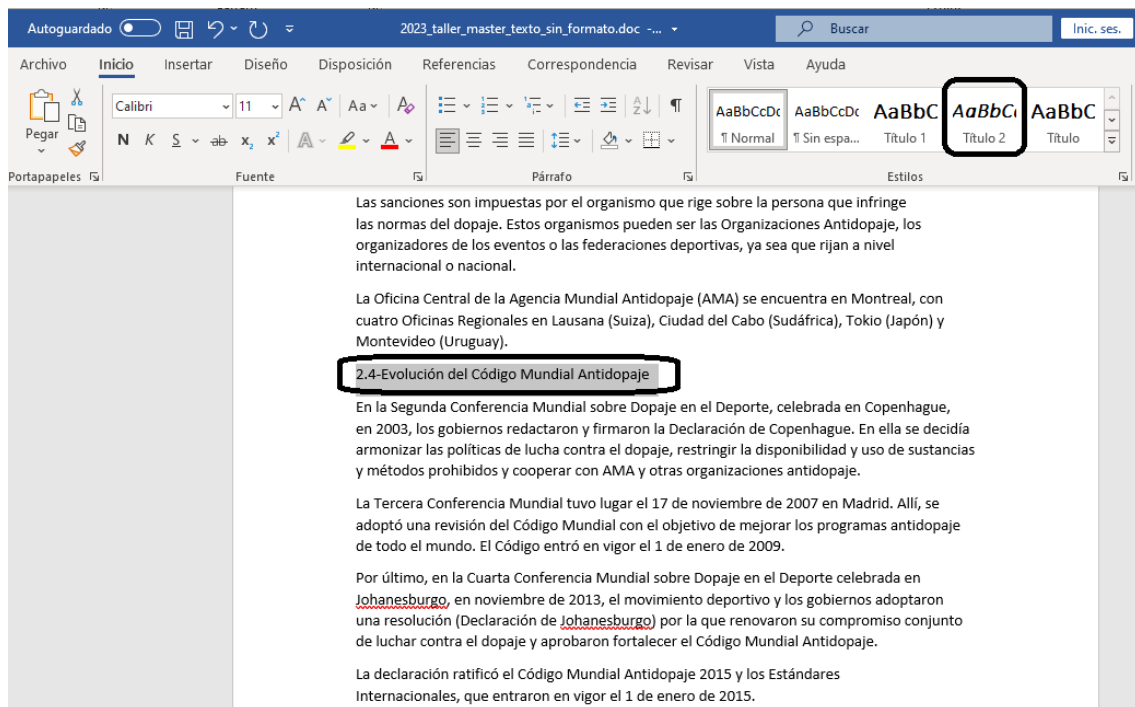 Autoguardado
2023_taller_master_texto_sin_formato.doc -...
Buscar
Inic. ses.
Archivo Inicio Insertar Diseño Disposición Referencias Correspondencia Revisar Vista Ayuda
Pegar
Calibri 11 A A Aa A
N K S ab x₂ x² A A
AaBbCcDc AaBbCcDc AaBbC AaBbCc AaBbC
¶ Normal ¶ Sin espa... Título 1 Título 2 Título
Portapapeles Fuente Párrafo Estilos
Las sanciones son impuestas por el organismo que rige sobre la persona que infringe
las normas del dopaje. Estos organismos pueden ser las Organizaciones Antidopaje, los
organizadores de los eventos o las federaciones deportivas, ya sea que rijan a nivel
internacional o nacional.
La Oficina Central de la Agencia Mundial Antidopaje (AMA) se encuentra en Montreal, con
cuatro Oficinas Regionales en Lausana (Suiza), Ciudad del Cabo (Sudáfrica), Tokio (Japón) y
Montevideo (Uruguay).
2.4-Evolución del Código Mundial Antidopaje
En la Segunda Conferencia Mundial sobre Dopaje en el Deporte, celebrada en Copenhague,
en 2003, los gobiernos redactaron y firmaron la Declaración de Copenhague. En ella se decidía
armonizar las políticas de lucha contra el dopaje, restringir la disponibilidad y uso de sustancias
y métodos prohibidos y cooperar con AMA y otras organizaciones antidopaje.
La Tercera Conferencia Mundial tuvo lugar el 17 de noviembre de 2007 en Madrid. Allí, se
adoptó una revisión del Código Mundial con el objetivo de mejorar los programas antidopaje
de todo el mundo. El Código entró en vigor el 1 de enero de 2009.
Por último, en la Cuarta Conferencia Mundial sobre Dopaje en el Deporte celebrada en
Johanesburgo, en noviembre de 2013, el movimiento deportivo y los gobiernos adoptaron
una resolución (Declaración de Johanesburgo) por la que renovaron su compromiso conjunto
de luchar contra el dopaje y aprobaron fortalecer el Código Mundial Antidopaje.
La declaración ratificó el Código Mundial Antidopaje 2015 y los Estándares
Internacionales, que entraron en vigor el 1 de enero de 2015.